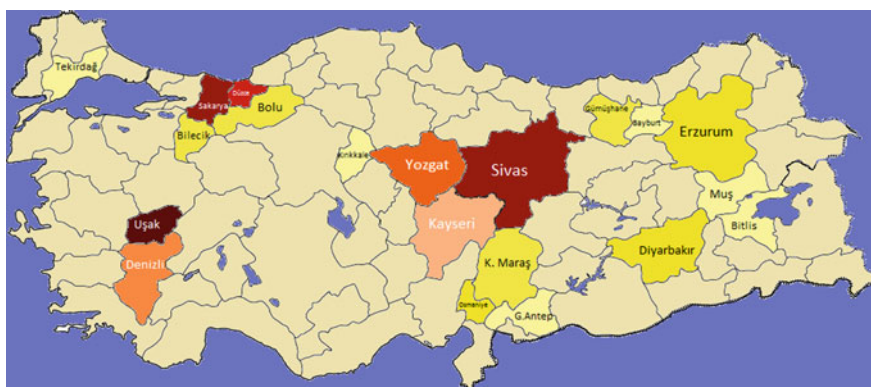 Tekirdağ
Sakarya
Düzce
Bolu
Bilecik
Kırıkkale
Yozgat
Sivas
Gümüşhane
Bayburt
Erzurum
Uşak
Denizli
Kayseri
K. Maraş
Osmaniye
G.Antep
Diyarbakır
Muş
Bitlis